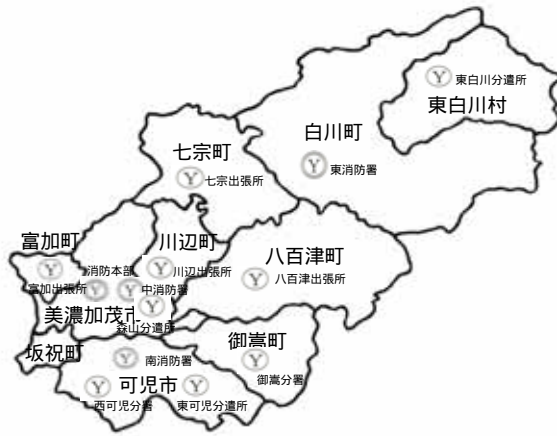 東白川分遣所
東白川村
白川町
東消防署
七宗町
七宗出張所
富加町
富加出張所
消防本部
川辺町
川辺出張所
中消防署
八百津町
八百津出張所
美濃加茂市
森山分遣所
坂祝町
御嵩町
御嵩分署
南消防署
可児市
西可児分署
東可児分遣所